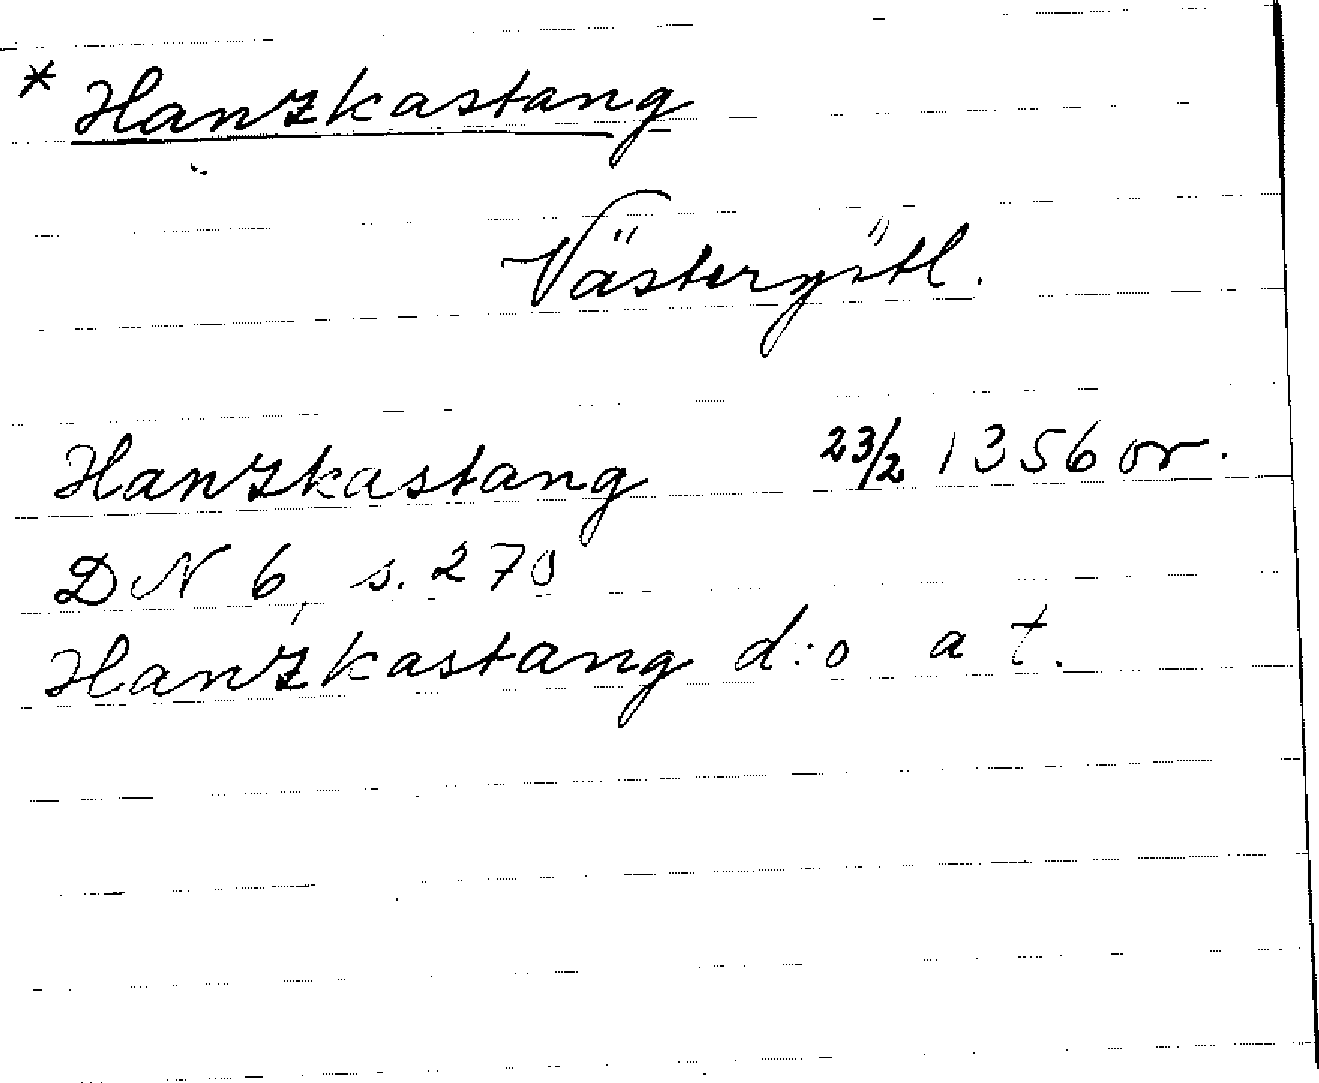 * Hanzkastang
Västergötl.
Hanzkastang 23/2 1356 or.
DN 6, s. 270
Hanzkastang d:o a t.